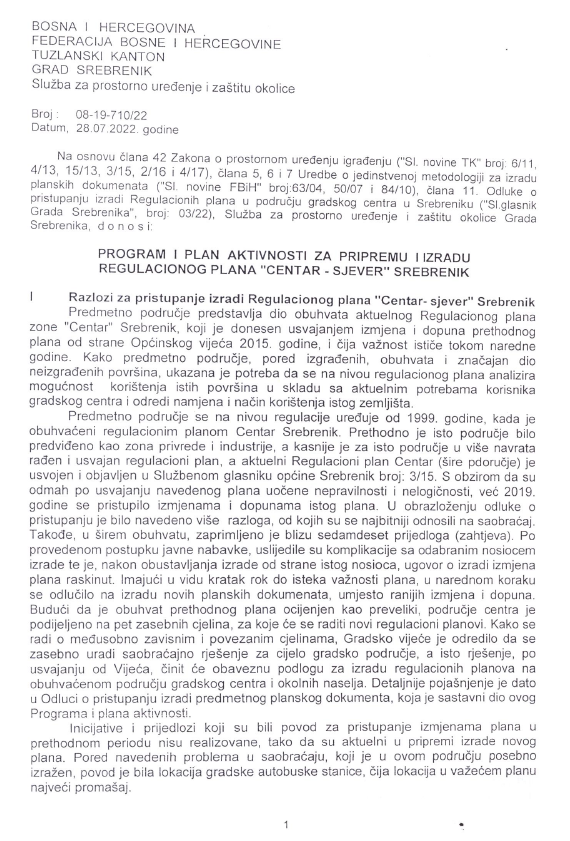 BOSNA I HERCEGOVINA
FEDERACIJA BOSNE I HERCEGOVINE
TUZLANSKI KANTON
GRAD SREBRENIK
Služba za prostorno uređenje i zaštitu okolice
Broj : 08-19-710/22
Datum, 28.07.2022. godine
Na osnovu člana 42 Zakona o prostornom uređenju igrađenju ("Sl. novine TK" broj: 6/11,
4/13, 15/13, 3/15, 2/16 i 4/17), člana 5, 6 i 7 Uredbe o jedinstvenoj metodologiji za izradu
planskih dokumenata ("Sl. novine FBiH" broj:63/04, 50/07 i 84/10), člana 11. Odluke o
pristupanju izradi Regulacionih plana u području gradskog centra u Srebreniku ("Sl.glasnik
Grada Srebrenika", broj: 03/22), Služba za prostorno uređenje i zaštitu okolice Grada
Srebrenika, d o n o s i:
PROGRAM I PLAN AKTIVNOSTI ZA PRIPREMU I IZRADU
REGULACIONOG PLANA "CENTAR - SJEVER" SREBRENIK
I Razlozi za pristupanje izradi Regulacionog plana "Centar- sjever" Srebrenik
Predmetno područje predstavlja dio obuhvata aktuelnog Regulacionog plana
zone "Centar" Srebrenik, koji je donesen usvajanjem izmjena i dopuna prethodnog
plana od strane Općinskog vijeća 2015. godine, i čija važnost ističe tokom naredne
godine. Kako predmetno područje, pored izgrađenih, obuhvata i značajan dio
neizgrađenih površina, ukazana je potreba da se na nivou regulacionog plana analizira
mogućnost korištenja istih površina u skladu sa aktuelnim potrebama korisnika
gradskog centra i odredi namjena i način korištenja istog zemljišta.
Predmetno područje se na nivou regulacije uređuje od 1999. godine, kada je
obuhvaćeni regulacionim planom Centar Srebrenik. Prethodno je isto područje bilo
predviđeno kao zona privrede i industrije, a kasnije je za isto područje u više navrata
rađen i usvajan regulacioni plan, a aktuelni Regulacioni plan Centar (šire pdoručje) je
usvojen i objavljen u Službenom glasniku općine Srebrenik broj: 3/15. S obzirom da su
odmah po usvajanju navedenog plana uočene nepravilnosti i nelogičnosti, već 2019.
godine se pristupilo izmjenama i dopunama istog plana. U obrazloženju odluke o
pristupanju je bilo navedeno više razloga, od kojih su se najbitniji odnosili na saobraćaj.
Takođe, u širem obuhvatu, zaprimljeno je blizu sedamdeset prijedloga (zahtjeva). Po
provedenom postupku javne nabavke, uslijedile su komplikacije sa odabranim nosiocem
izrade te je, nakon obustavljanja izrade od strane istog nosioca, ugovor o izradi izmjena
plana raskinut. Imajući u vidu kratak rok do isteka važnosti plana, u narednom koraku
se odlučilo na izradu novih planskih dokumenata, umjesto ranijih izmjena i dopuna.
Budući da je obuhvat prethodnog plana ocijenjen kao preveliki, područje centra je
podijeljeno na pet zasebnih cjelina, za koje će se raditi novi regulacioni planovi. Kako se
radi o međusobno zavisnim i povezanim cjelinama, Gradsko vijeće je odredilo da se
zasebno uradi saobraćajno rješenje za cijelo gradsko područje, a isto rješenje, po
usvajanju od Vijeća, činit će obaveznu podlogu za izradu regulacionih planova na
obuhvaćenom području gradskog centra i okolnih naselja. Detaljnije pojašnjenje je dato
u Odluci o pristupanju izradi predmetnog planskog dokumenta, koja je sastavni dio ovog
Programa i plana aktivnosti.
Inicijative i prijedlozi koji su bili povod za pristupanje izmjenama plana u
prethodnom periodu nisu realizovane, tako da su aktuelni u pripremi izrade novog
plana. Pored navedenih problema u saobraćaju, koji je u ovom području posebno
izražen, povod je bila lokacija gradske autobuske stanice, čija lokacija u važećem planu
najveći promašaj.
1